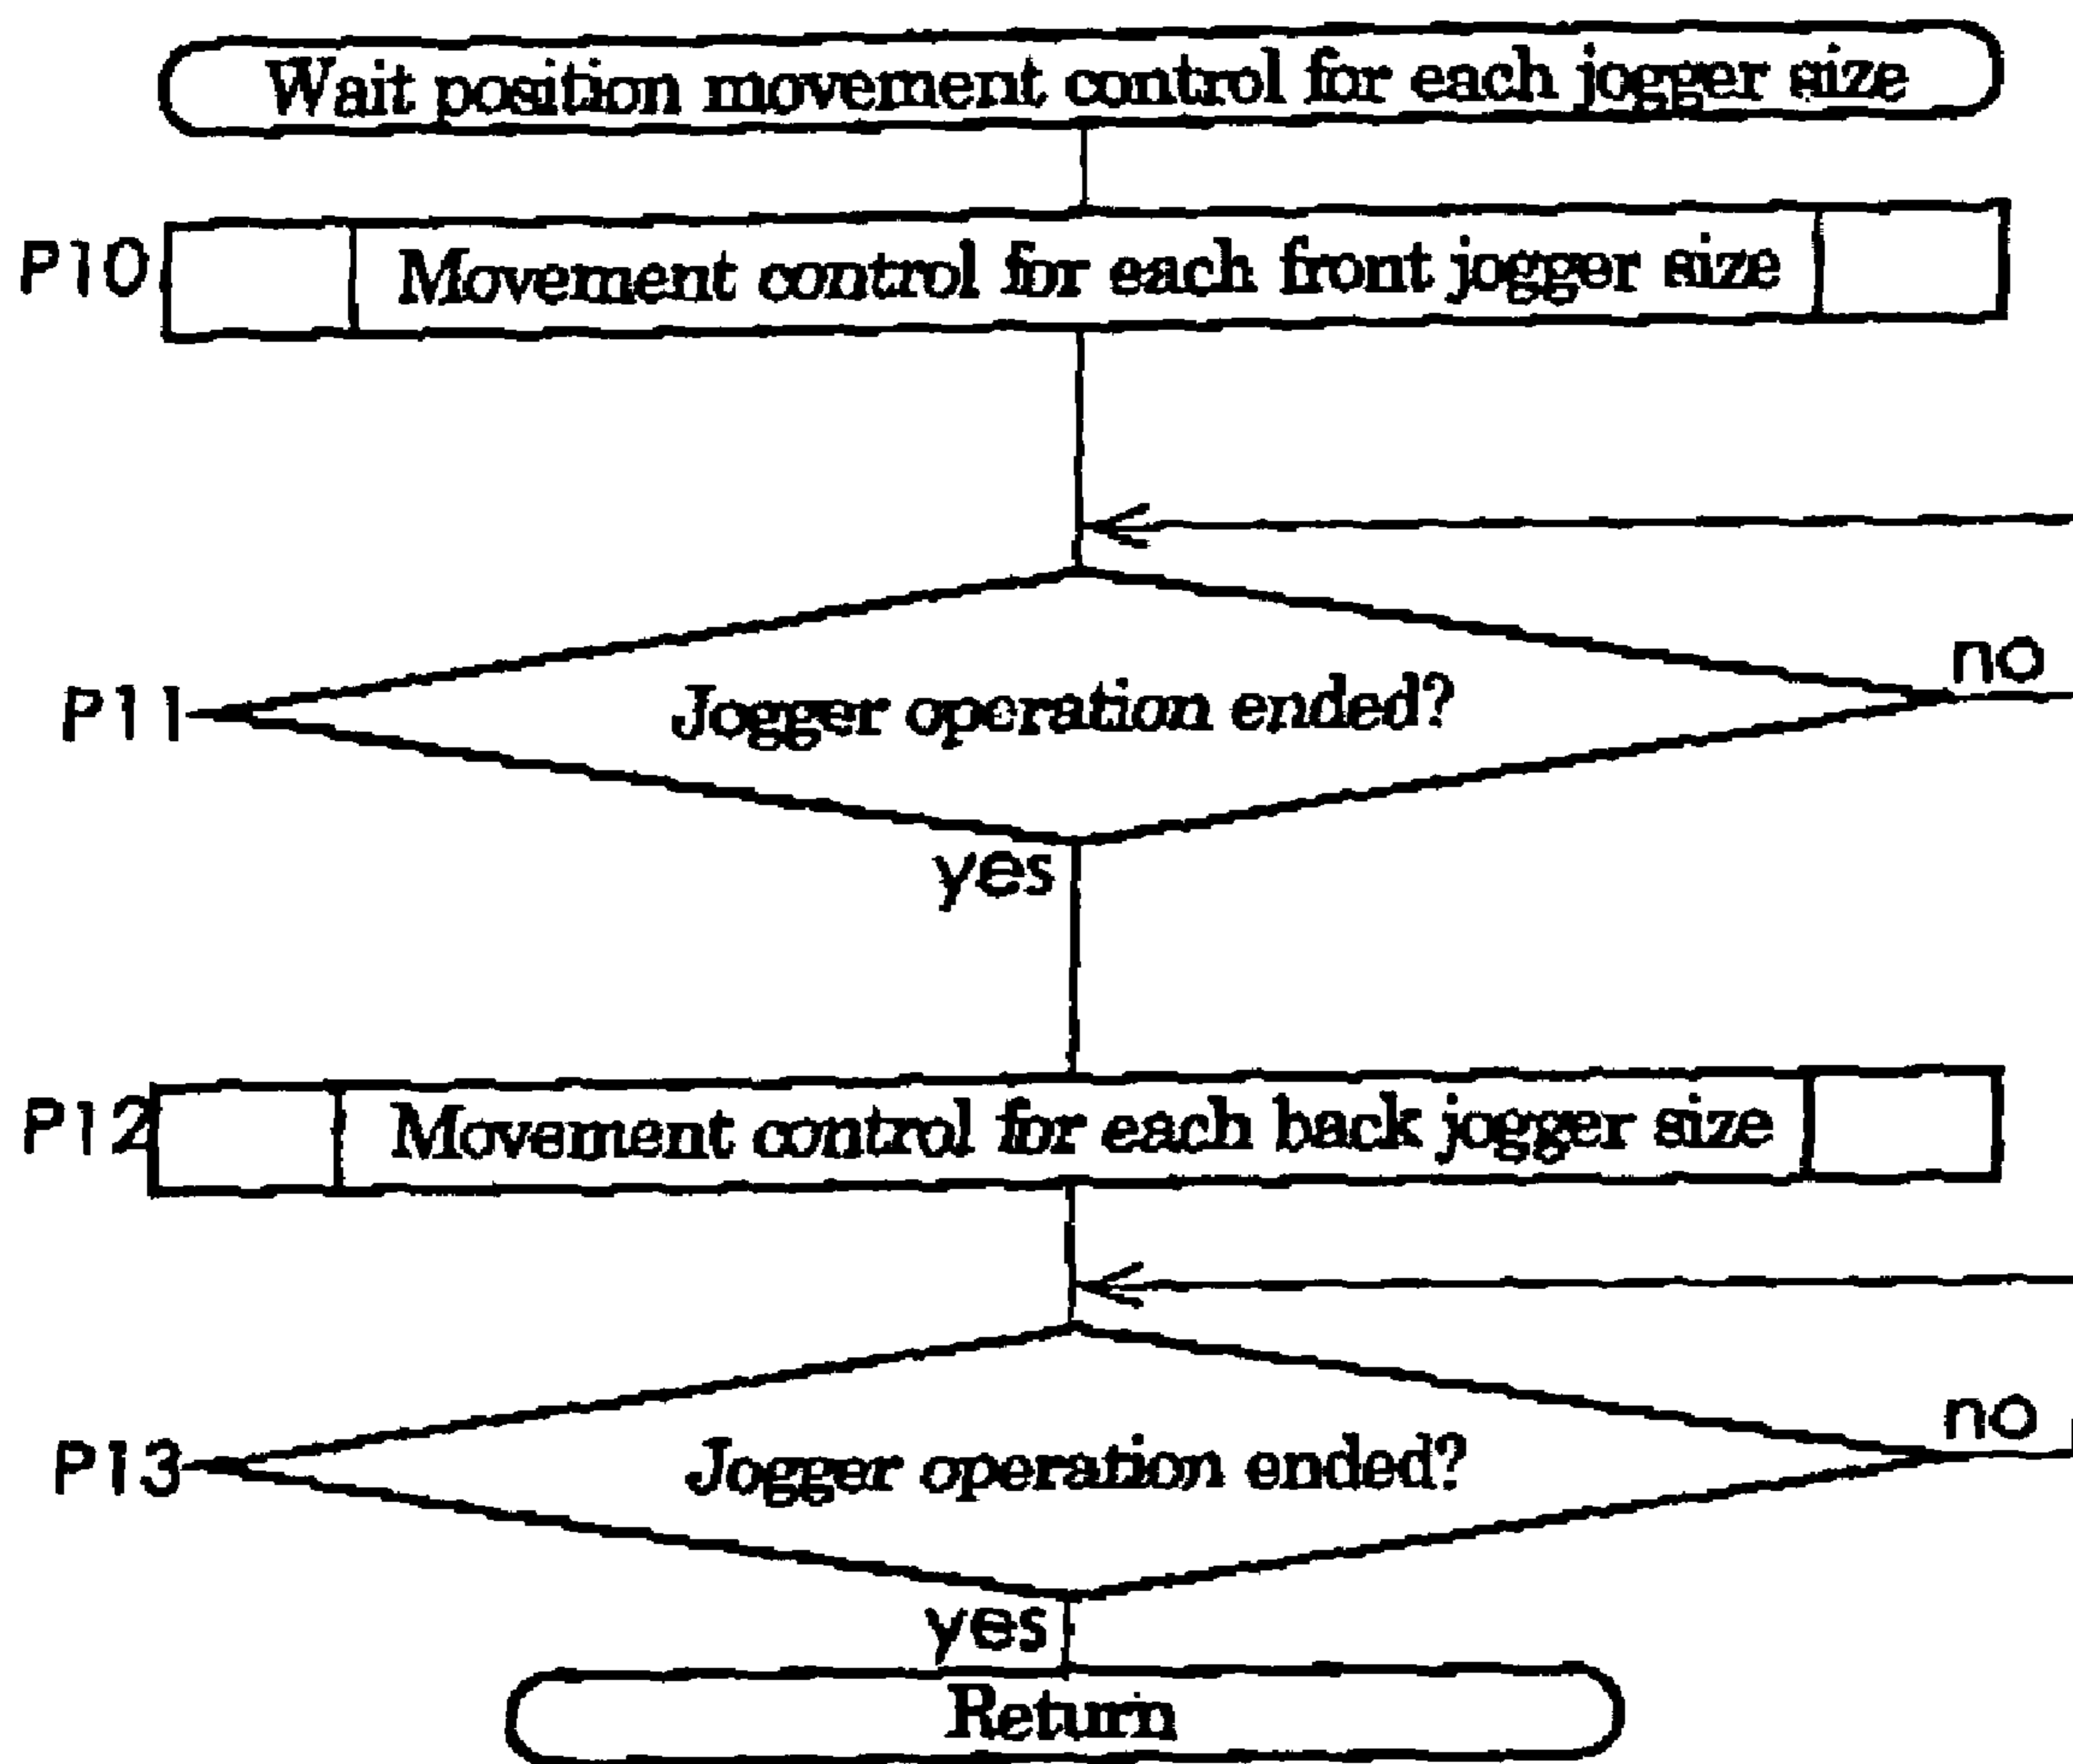 Wait position movement control for each jogger size
P10
Movement control for each front jogger size
no
P11
Jogger operation ended?
yes
P12
Movement control for each back jogger size
no
P13
Jogger operation ended?
yes
Return